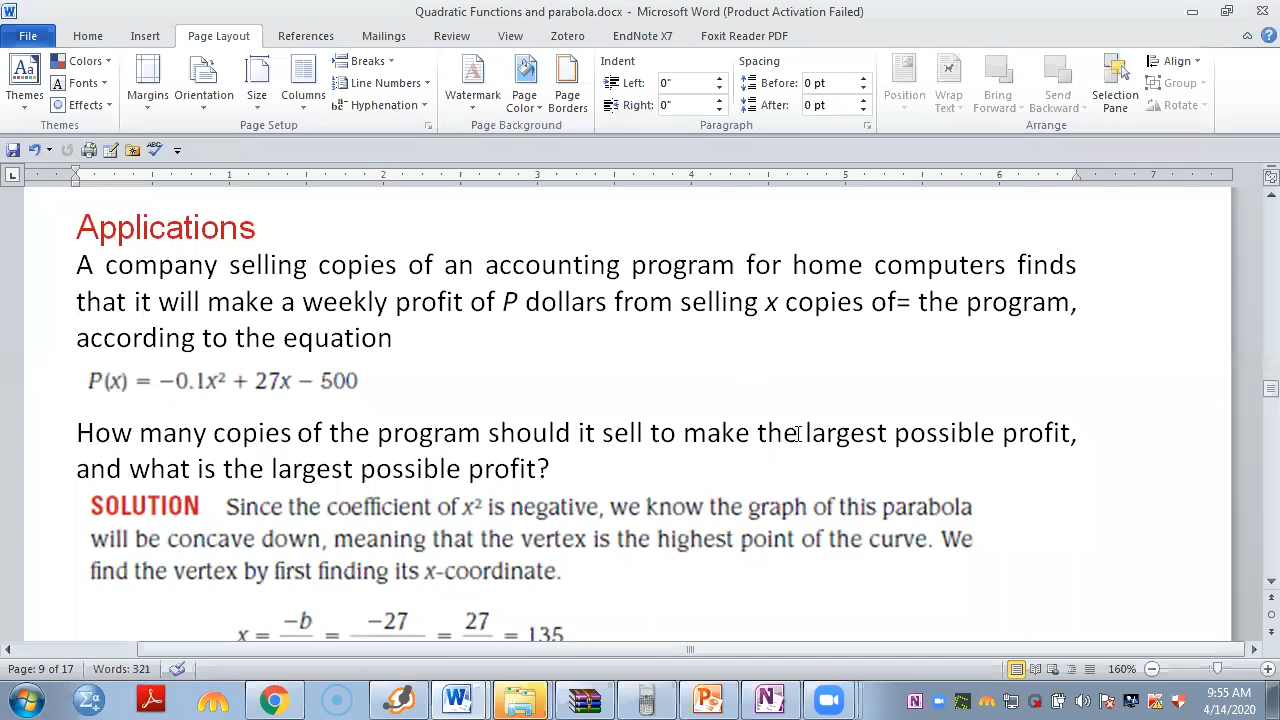 Quadratic Functions and parabola.docx - Microsoft Word (Product Activation Failed)
File Home Insert Page Layout References Mailings Review View Zotero EndNote X7 Foxit Reader PDF
Themes Colors Fonts Effects
Margins Orientation Size Columns Breaks Line Numbers Hyphenation
Watermark Page Color Page Borders
Indent Left: 0" Right: 0"
Spacing Before: 0 pt After: 0 pt
Position Wrap Text Bring Forward Send Backward Selection Pane Align Group Rotate
Themes Page Setup Page Background Paragraph Arrange
1 2 3 4 5 6 7
Applications
A company selling copies of an accounting program for home computers finds
that it will make a weekly profit of P dollars from selling x copies of= the program,
according to the equation
P(x) = −0.1x² + 27x − 500
How many copies of the program should it sell to make the largest possible profit,
and what is the largest possible profit?
SOLUTION Since the coefficient of x² is negative, we know the graph of this parabola
will be concave down, meaning that the vertex is the highest point of the curve. We
find the vertex by first finding its x-coordinate.
−b −27 27
x = = = = 135
Page: 9 of 17 Words: 321 160%
9:55 AM
4/14/2020